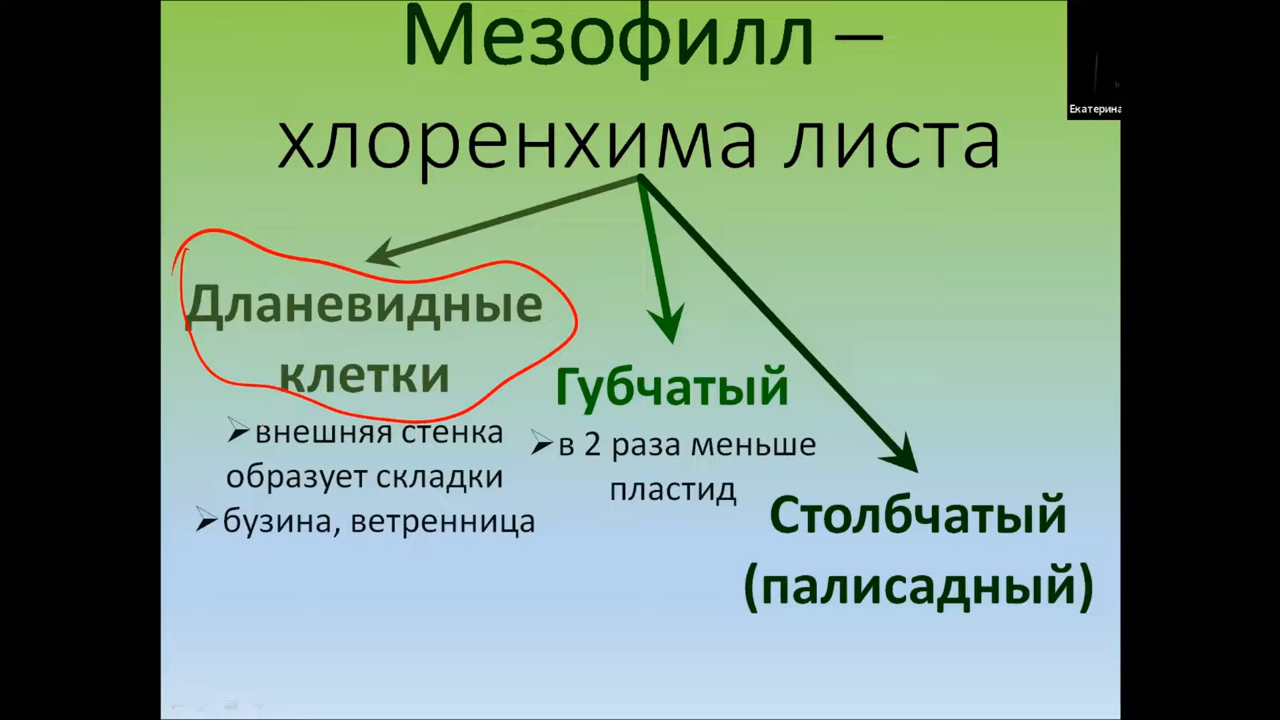 Мезофилл –
хлоренхима листа
Екатерина
Дланевидные
клетки
внешняя стенка
образует складки
бузина, ветренница
Губчатый
в 2 раза меньше
пластид
Столбчатый
(палисадный)